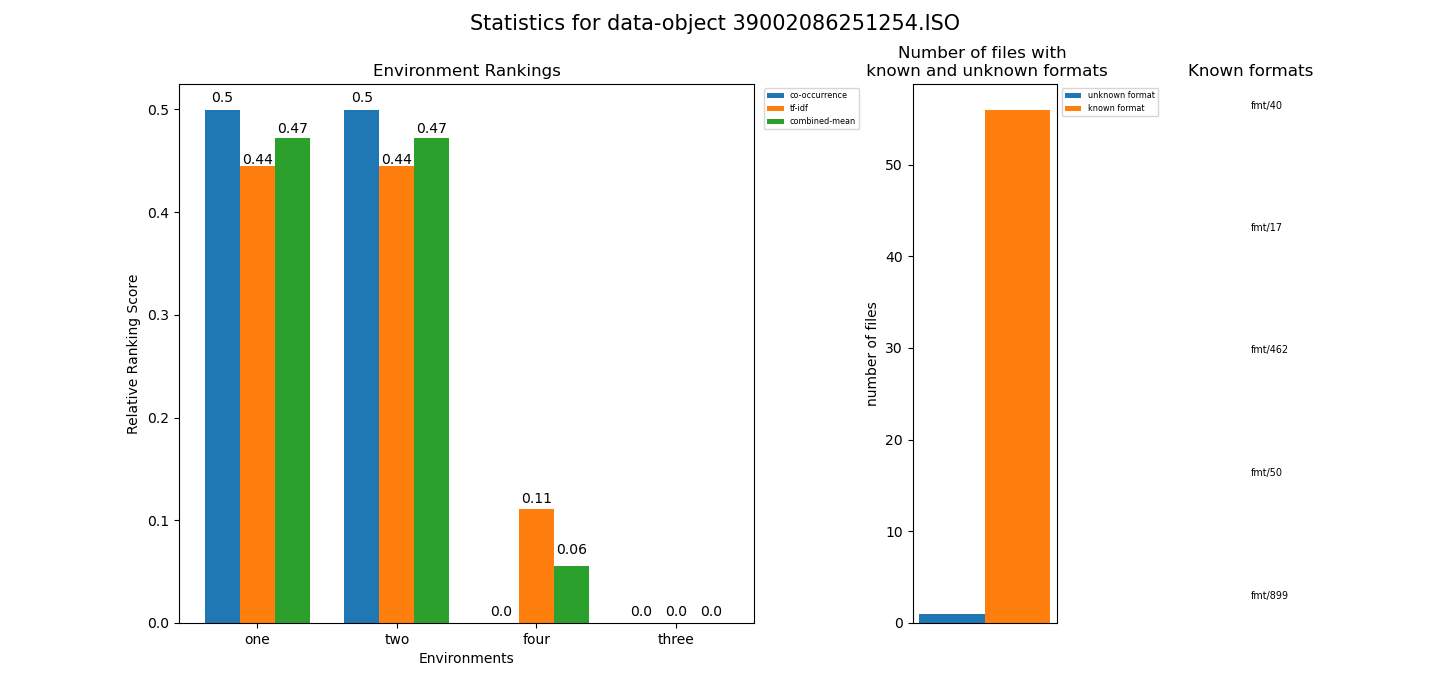 Statistics for data-object 39002086251254.ISO
Environment Rankings
Relative Ranking Score
0.5
0.4
0.3
0.2
0.1
0.0
0.5
0.44
0.47
0.5
0.44
0.47
0.0
0.11
0.06
0.0
0.0
0.0
one
two
four
three
Environments
co-occurrence
tf-idf
combined-mean
Number of files with
known and unknown formats
number of files
50
40
30
20
10
0
unknown format
known format
Known formats
fmt/40
fmt/17
fmt/462
fmt/50
fmt/899